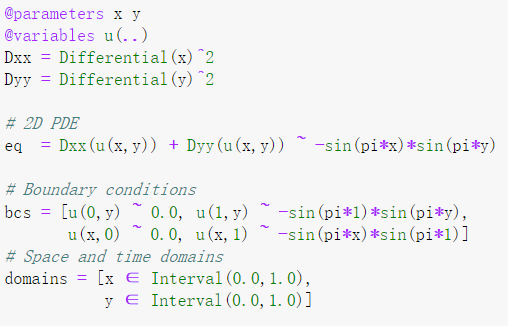 @parameters x y
@variables u(..)
Dxx = Differential(x)^2
Dyy = Differential(y)^2
# 2D PDE
eq  = Dxx(u(x,y)) + Dyy(u(x,y)) ~ -sin(pi*x)*sin(pi*y)
# Boundary conditions
bcs = [u(0,y) ~ 0.0, u(1,y) ~ -sin(pi*1)*sin(pi*y),
       u(x,0) ~ 0.0, u(x,1) ~ -sin(pi*x)*sin(pi*1)]
# Space and time domains
domains = [x ∈ Interval(0.0,1.0),
           y ∈ Interval(0.0,1.0)]